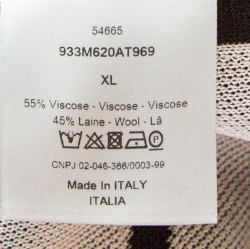 54665
933M620AT969
XL
55% Viscose - Viscose - Viscose
45% Laine - Wool - Lã
CNPJ 02-046-366/0003-99
Made in ITALY
ITALIA